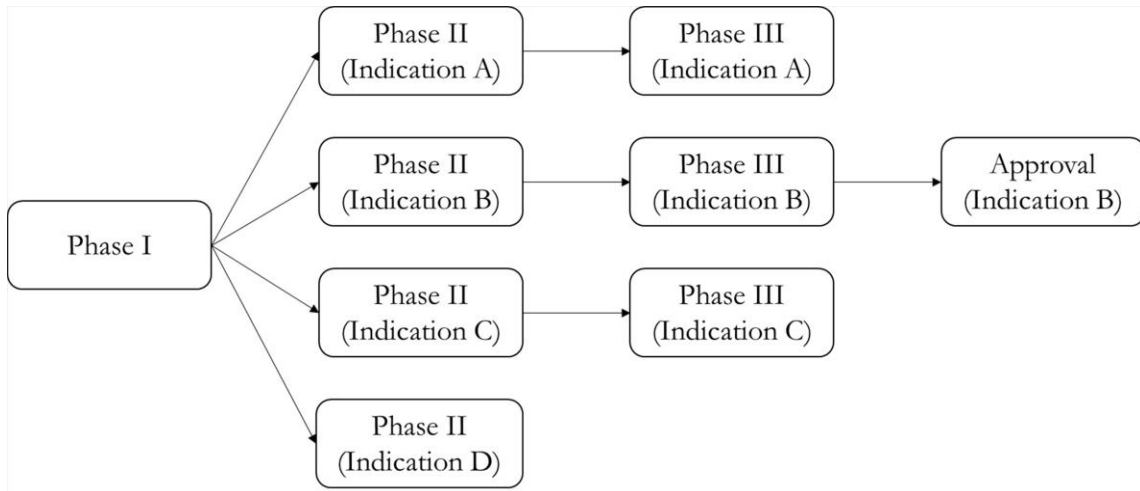 Phase II
(Indication A)
Phase III
(Indication A)
Phase II
(Indication B)
Phase III
(Indication B)
Approval
(Indication B)
Phase I
Phase II
(Indication C)
Phase III
(Indication C)
Phase II
(Indication D)